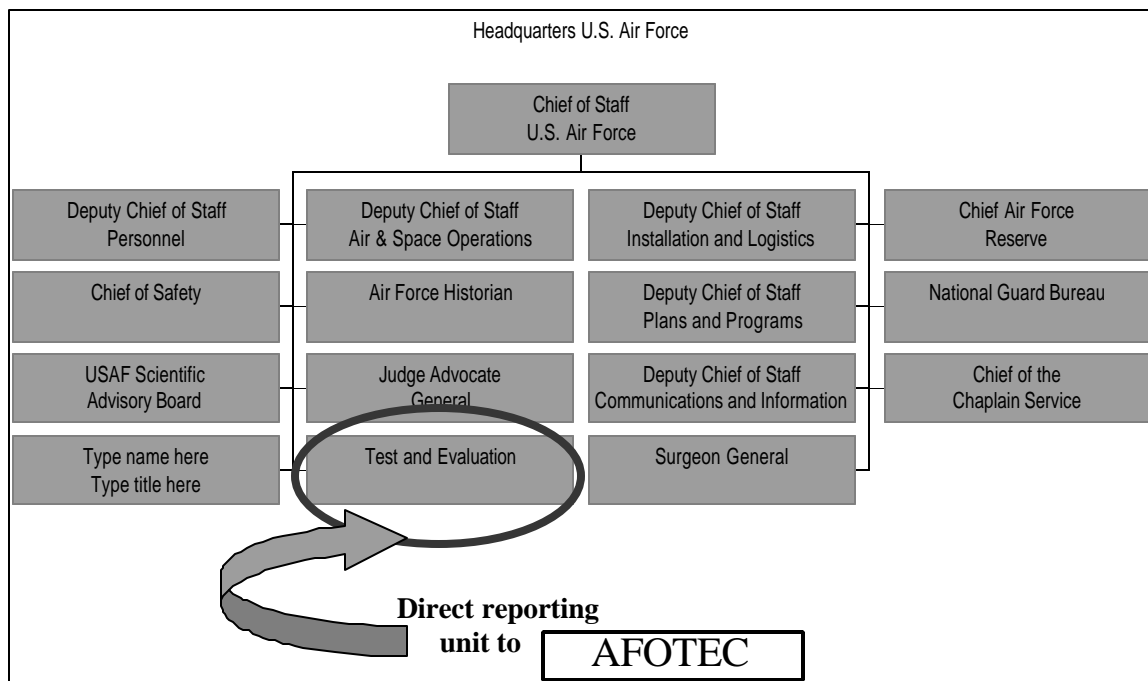 Headquarters U.S. Air Force
Chief of Staff
U.S. Air Force
Deputy Chief of Staff
Personnel
Deputy Chief of Staff
Air & Space Operations
Deputy Chief of Staff
Installation and Logistics
Chief Air Force
Reserve
Chief of Safety
Air Force Historian
Deputy Chief of Staff
Plans and Programs
National Guard Bureau
USAF Scientific
Advisory Board
Judge Advocate
General
Deputy Chief of Staff
Communications and Information
Chief of the
Chaplain Service
Type name here
Type title here
Test and Evaluation
Surgeon General
Direct reporting
unit to
AFOTEC